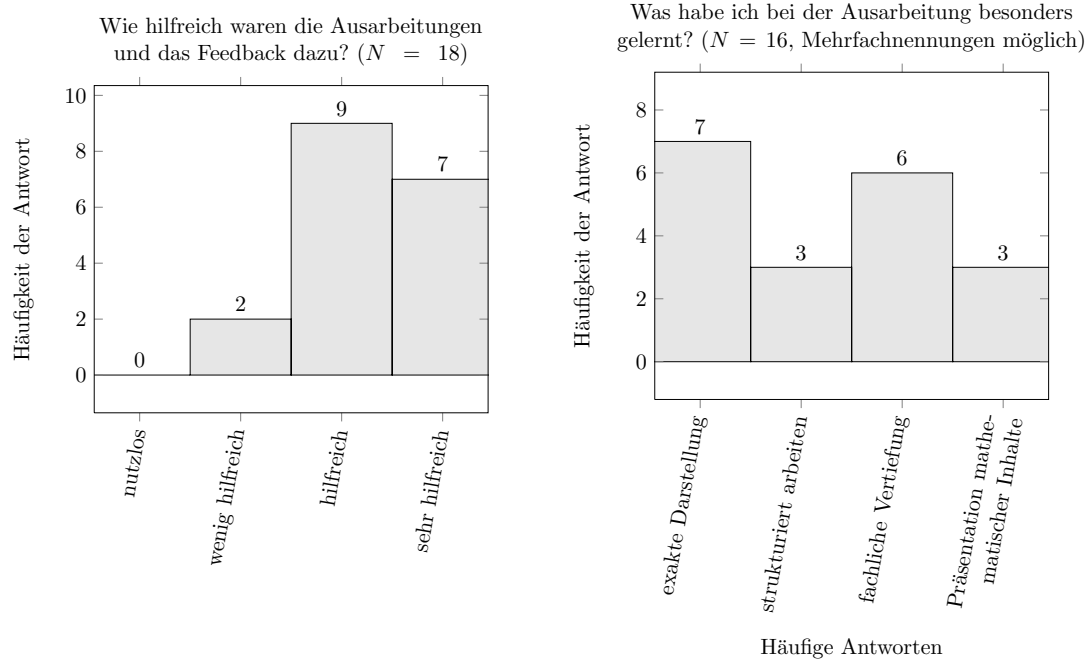 Wie hilfreich waren die Ausarbeitungen
und das Feedback dazu? (N = 18)
Häufigkeit der Antwort
10
8
6
4
2
0
0
2
9
7
nutzlos
wenig hilfreich
hilfreich
sehr hilfreich
Was habe ich bei der Ausarbeitung besonders
gelernt? (N = 16, Mehrfachnennungen möglich)
Häufigkeit der Antwort
8
6
4
2
0
7
3
6
3
exakte Darstellung
strukturiert arbeiten
fachliche Vertiefung
Präsentation mathe-
matischer Inhalte
Häufige Antworten